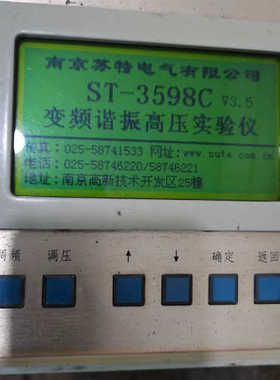 南京苏特电气有限公司
ST-3598C V3.5
变频谐振高压实验仪
传真：025-58741533 网址：www.nute.com.cn
电话：025-58746220/58746221
地址：南京高新技术开发区25幢
调频 调压 ↑ ↓ 确定 返回